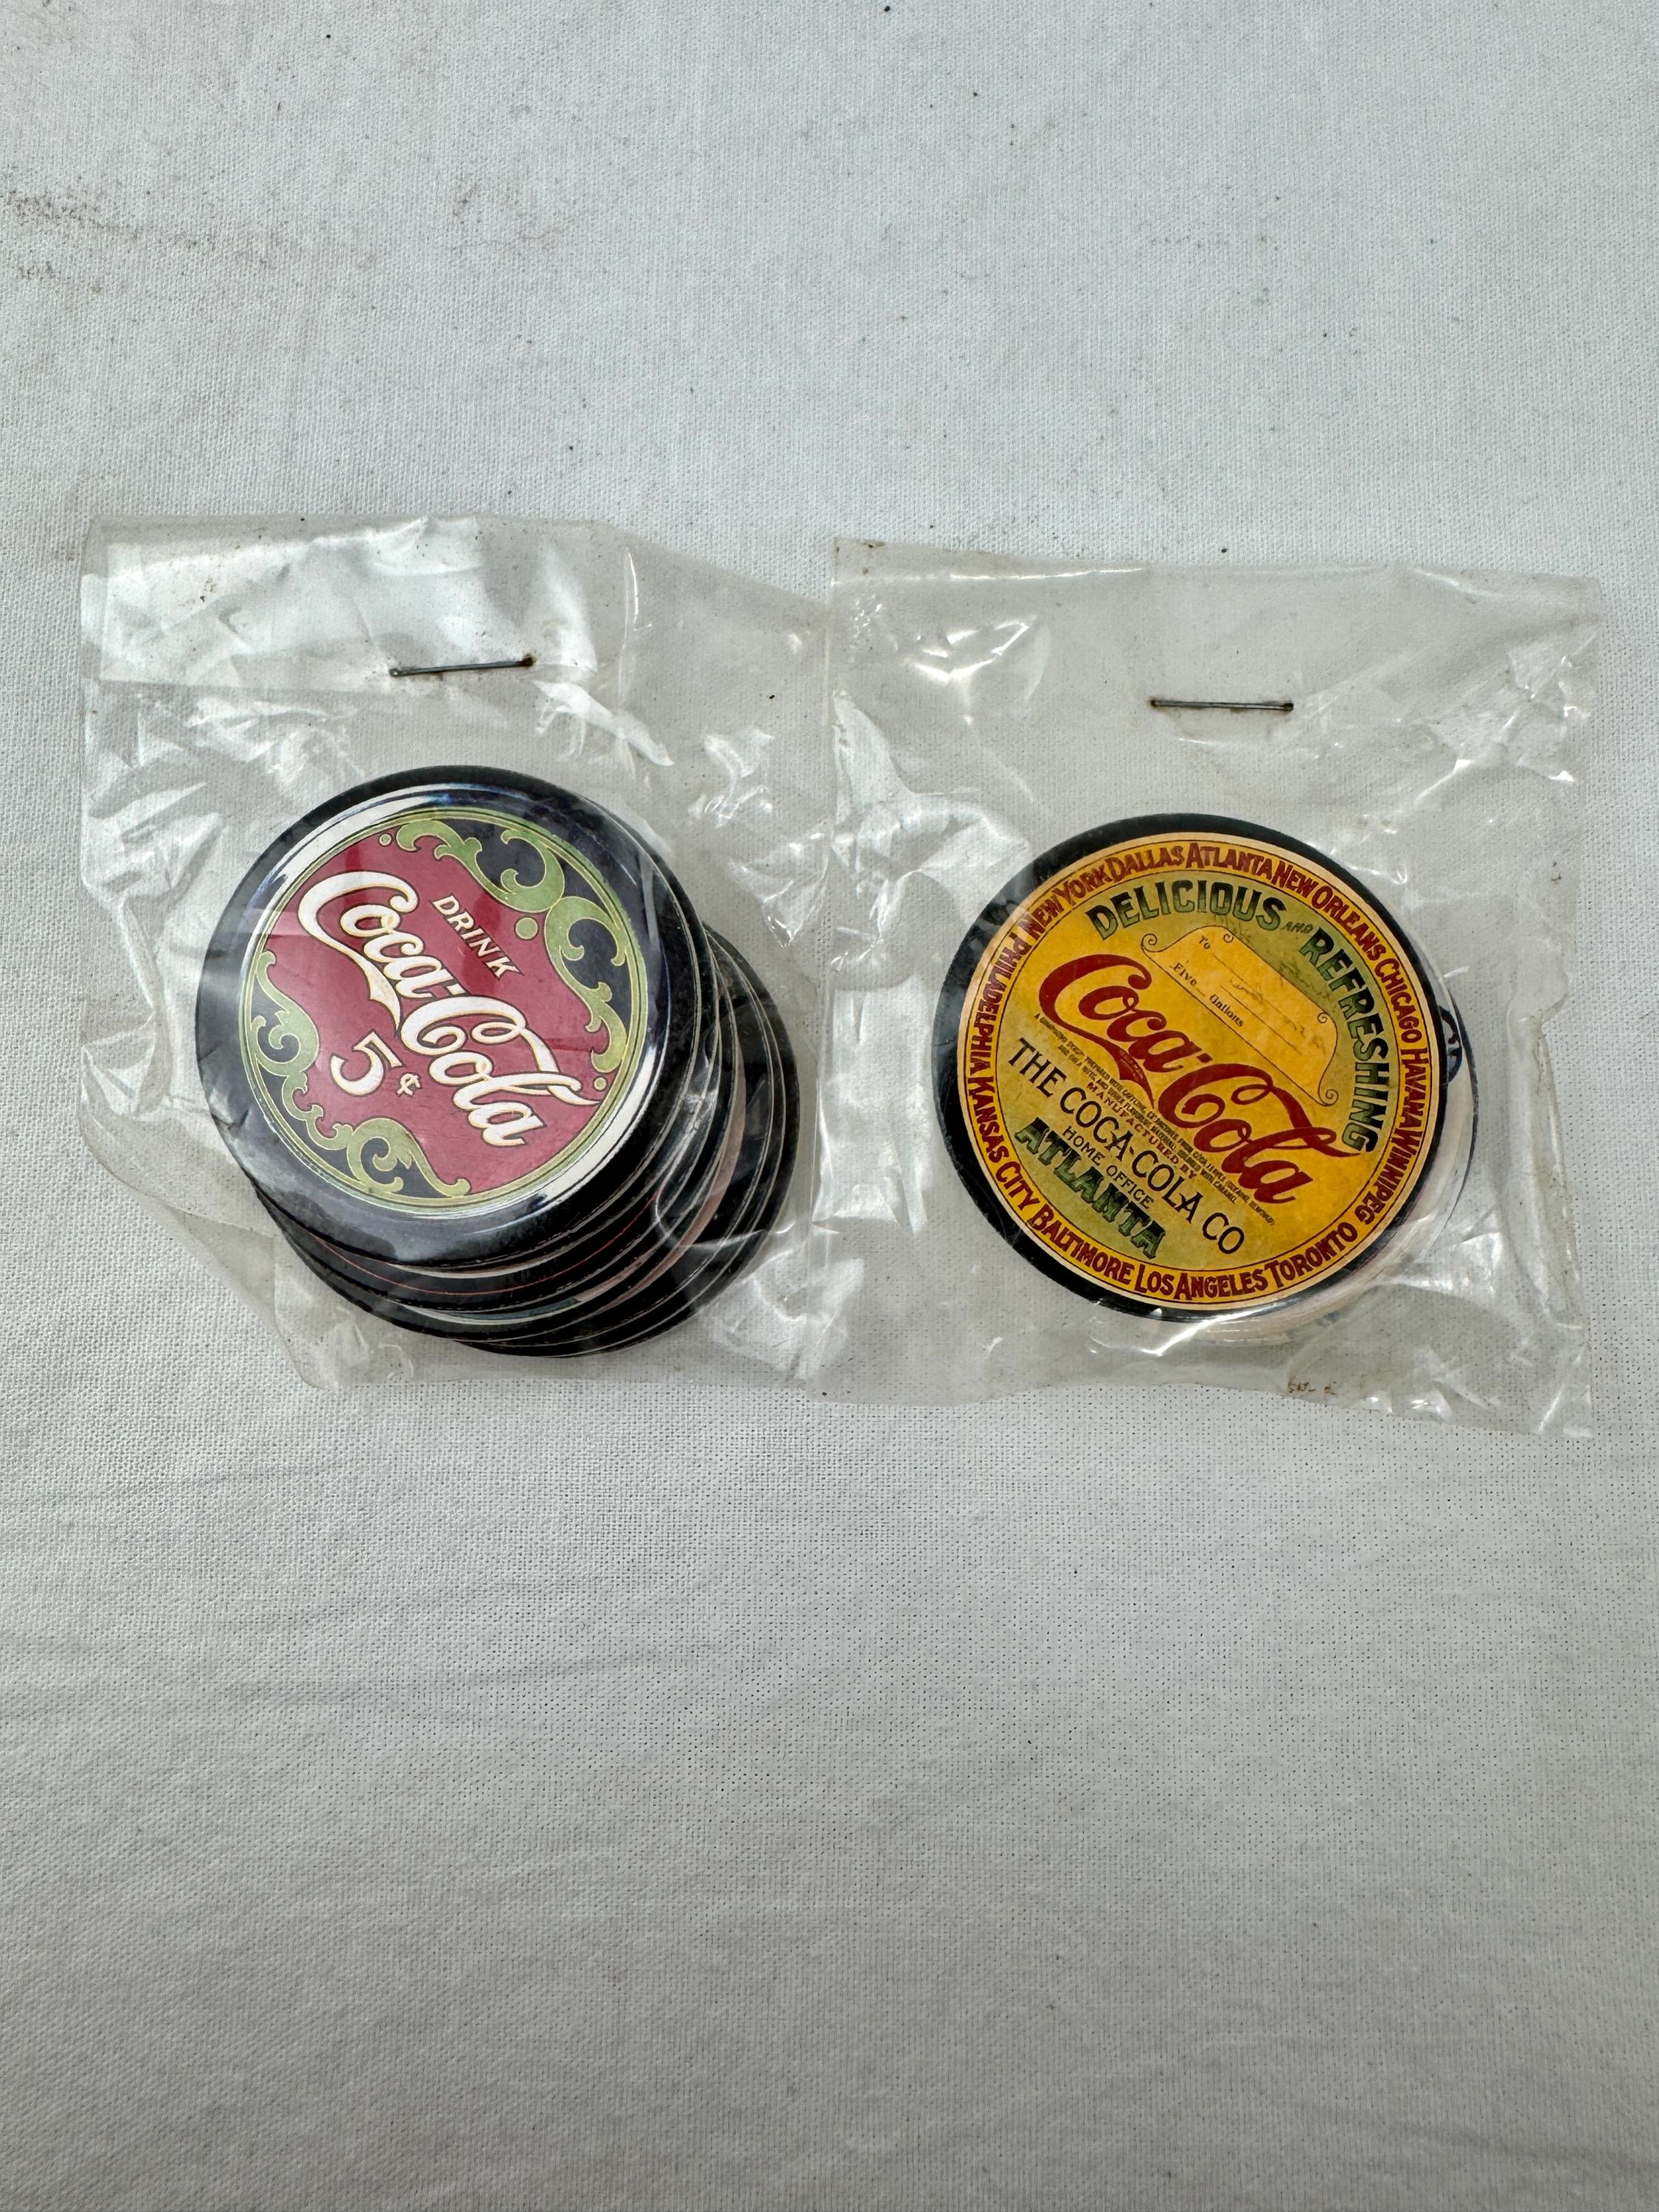 DRINK
Coca-Cola
5¢
NEW YORK DALLAS ATLANTA NEW ORLEANS CHICAGO HAVANA WINNIPEG
DELICIOUS AND REFRESHING
To
Five Gallons
Coca-Cola
MANUFACTURED BY
THE COCA-COLA CO
HOME OFFICE
ATLANTA
PHILADELPHIA KANSAS CITY BALTIMORE LOS ANGELES TORONTO ONT